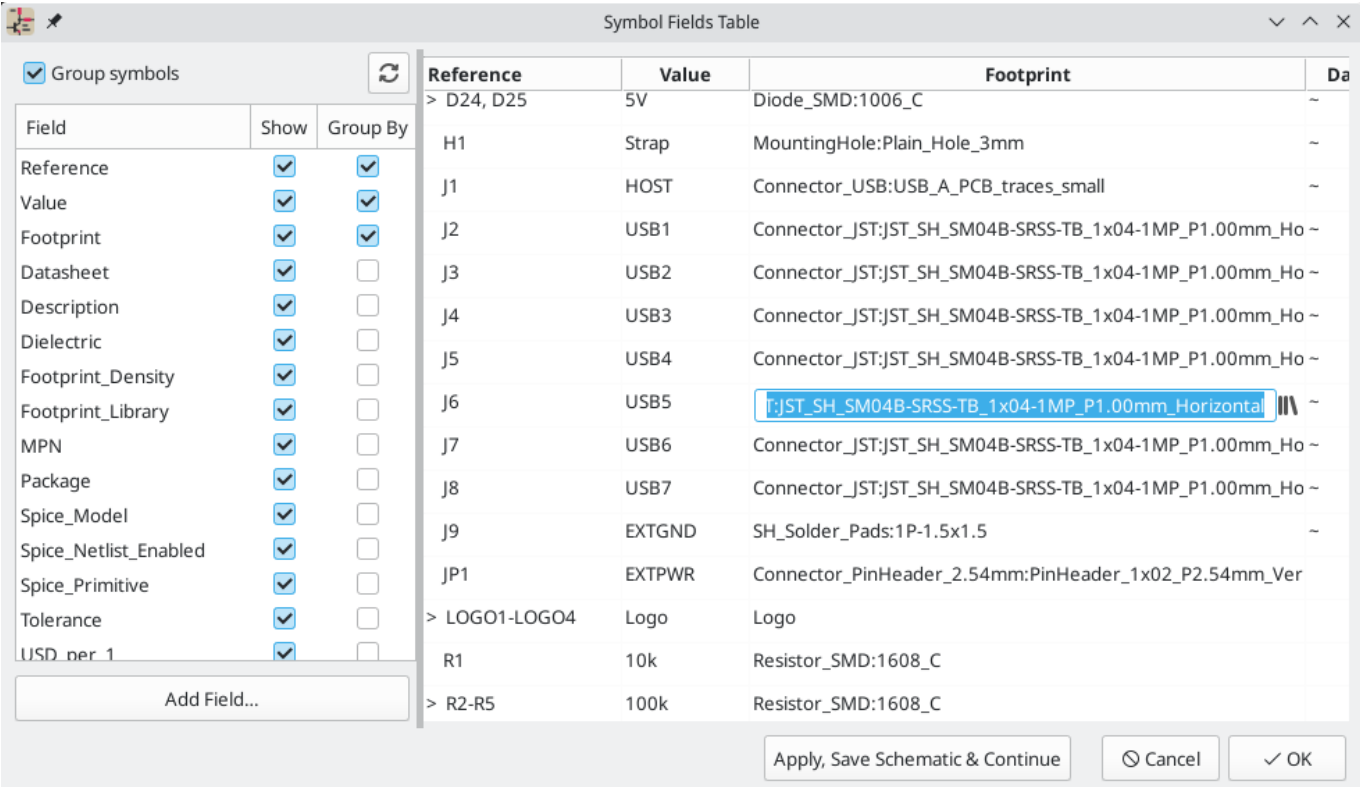 Symbol Fields Table
Group symbols
Field Show Group By
Reference
Value
Footprint
Datasheet
Description
Dielectric
Footprint_Density
Footprint_Library
MPN
Package
Spice_Model
Spice_Netlist_Enabled
Spice_Primitive
Tolerance
USD_per_1
Add Field...
Reference Value Footprint Da
> D24, D25 5V Diode_SMD:1006_C ~
H1 Strap MountingHole:Plain_Hole_3mm ~
J1 HOST Connector_USB:USB_A_PCB_traces_small ~
J2 USB1 Connector_JST:JST_SH_SM04B-SRSS-TB_1x04-1MP_P1.00mm_Ho ~
J3 USB2 Connector_JST:JST_SH_SM04B-SRSS-TB_1x04-1MP_P1.00mm_Ho ~
J4 USB3 Connector_JST:JST_SH_SM04B-SRSS-TB_1x04-1MP_P1.00mm_Ho ~
J5 USB4 Connector_JST:JST_SH_SM04B-SRSS-TB_1x04-1MP_P1.00mm_Ho ~
J6 USB5 T:JST_SH_SM04B-SRSS-TB_1x04-1MP_P1.00mm_Horizontal ~
J7 USB6 Connector_JST:JST_SH_SM04B-SRSS-TB_1x04-1MP_P1.00mm_Ho ~
J8 USB7 Connector_JST:JST_SH_SM04B-SRSS-TB_1x04-1MP_P1.00mm_Ho ~
J9 EXTGND SH_Solder_Pads:1P-1.5x1.5 ~
JP1 EXTPWR Connector_PinHeader_2.54mm:PinHeader_1x02_P2.54mm_Ver
> LOGO1-LOGO4 Logo Logo
R1 10k Resistor_SMD:1608_C
> R2-R5 100k Resistor_SMD:1608_C
Apply, Save Schematic & Continue Cancel OK